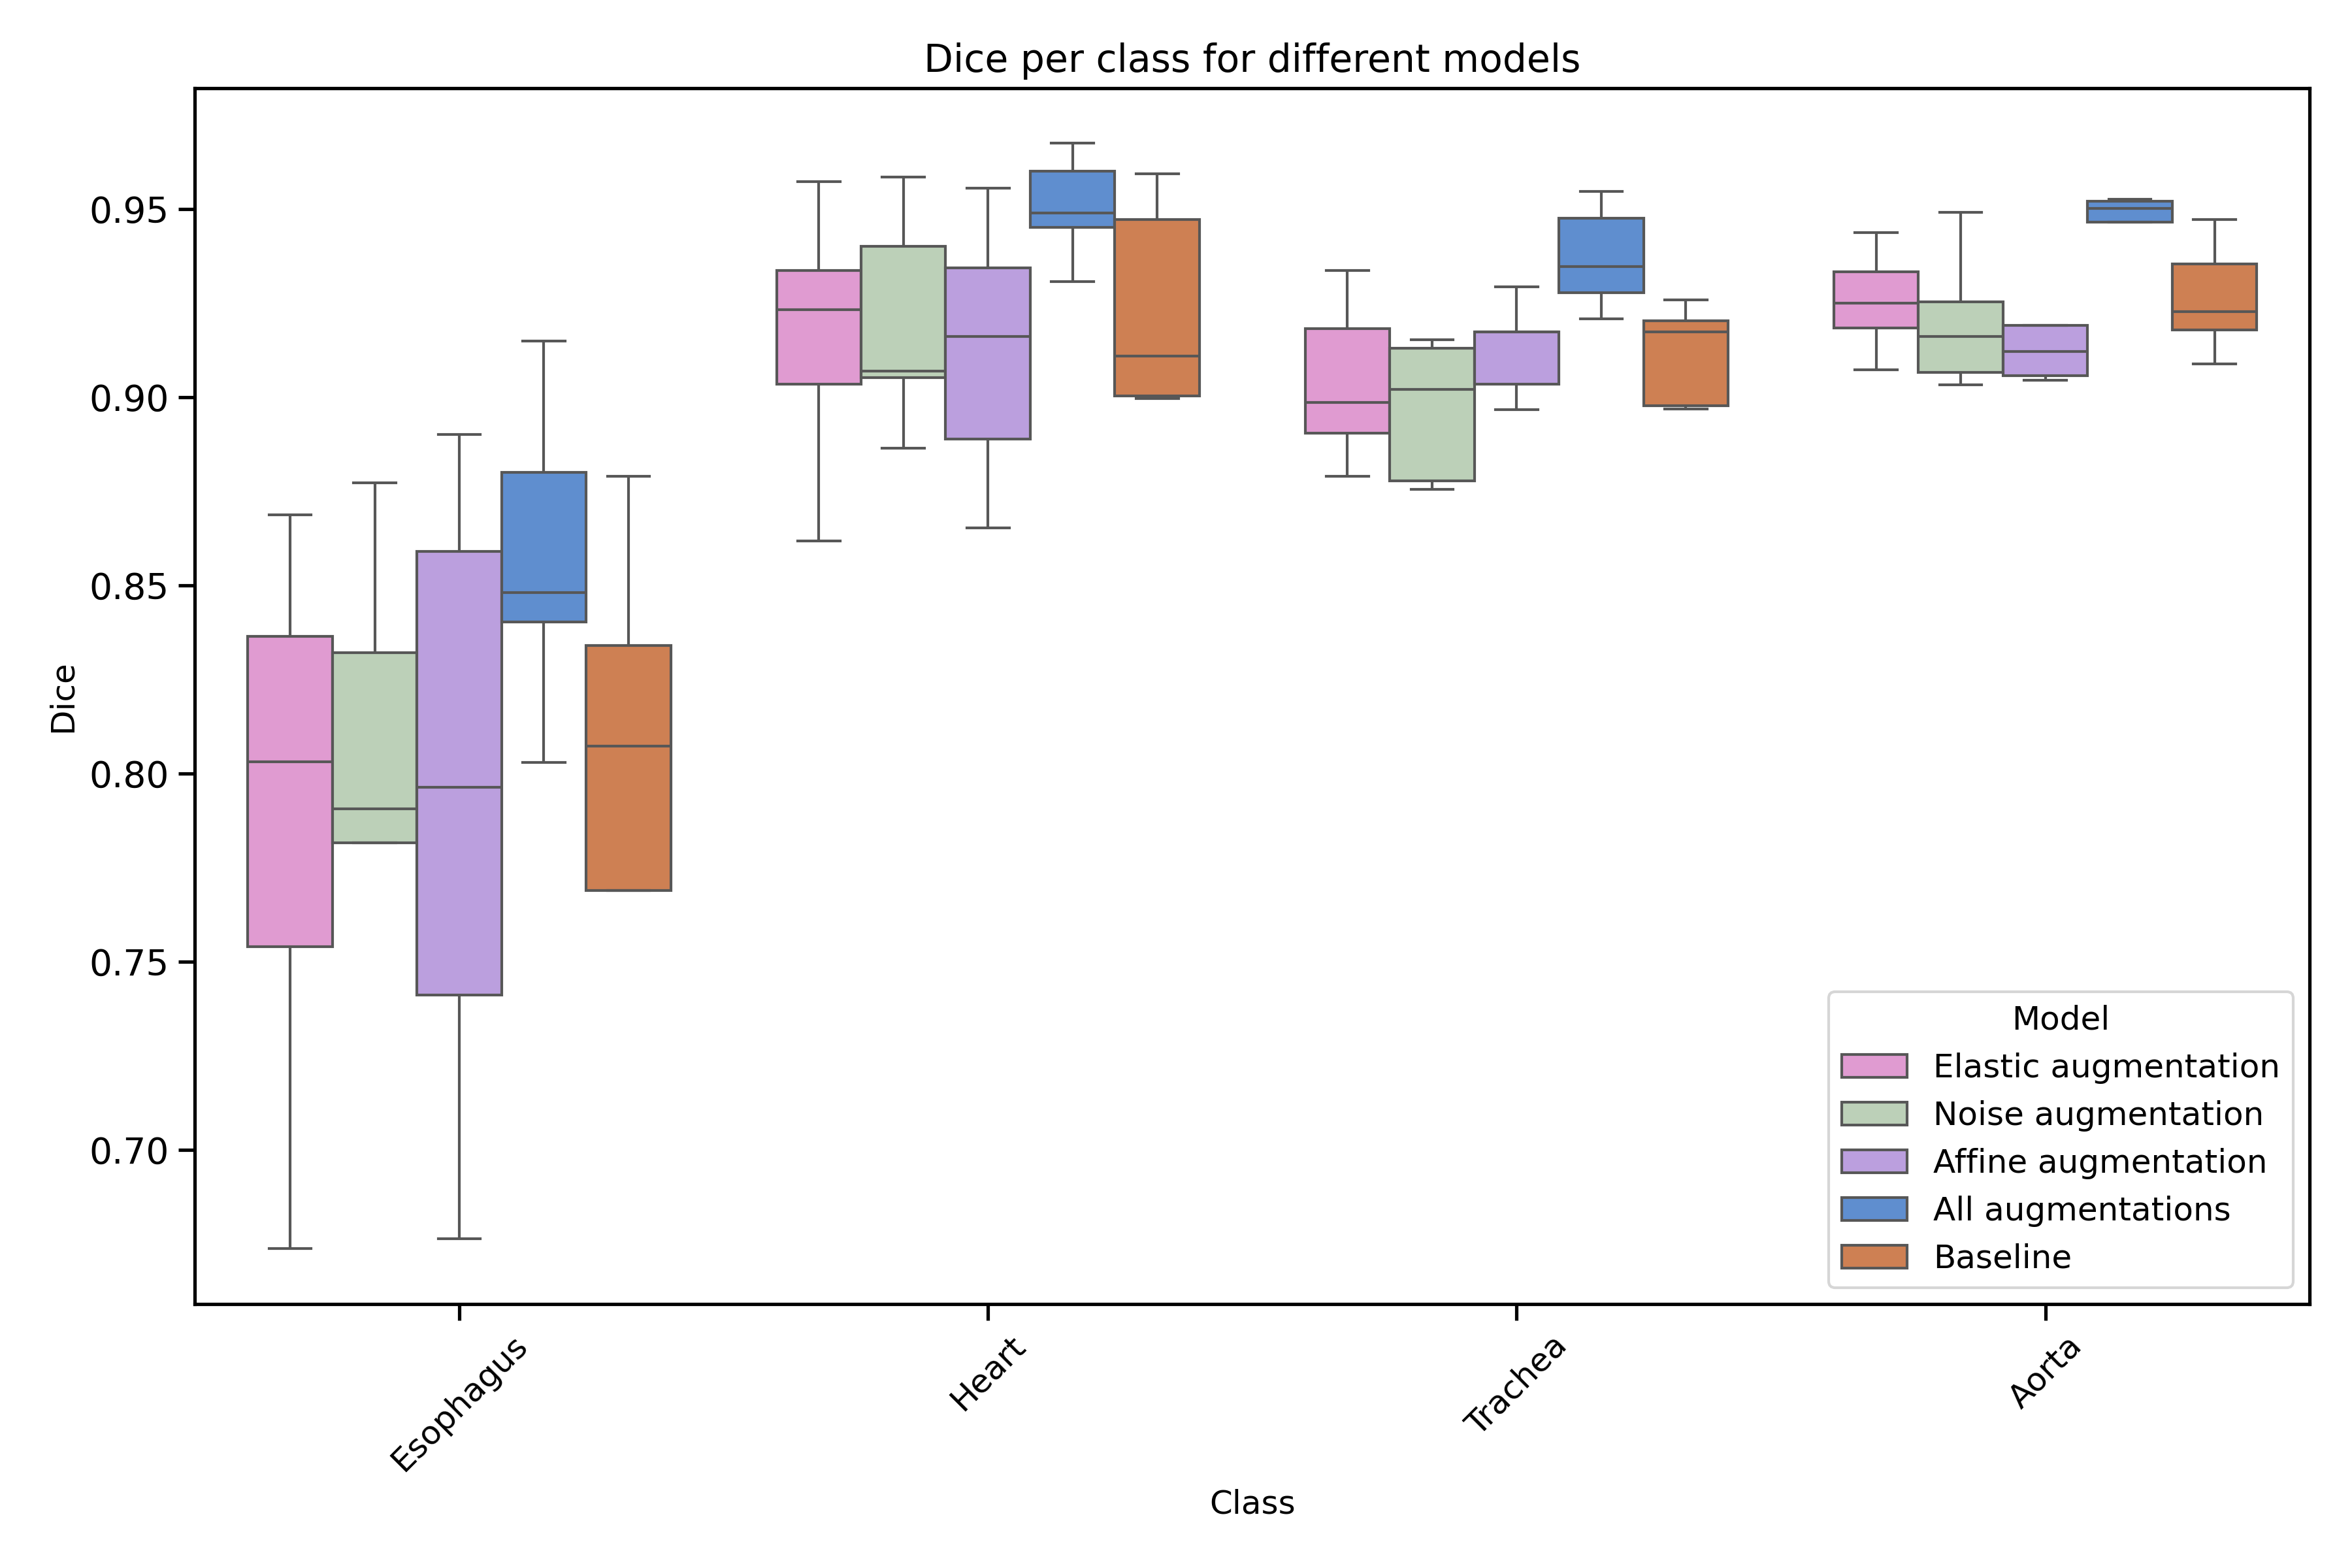 Dice per class for different models
Dice
0.95
0.90
0.85
0.80
0.75
0.70
Esophagus
Heart
Trachea
Aorta
Class
Model
Elastic augmentation
Noise augmentation
Affine augmentation
All augmentations
Baseline